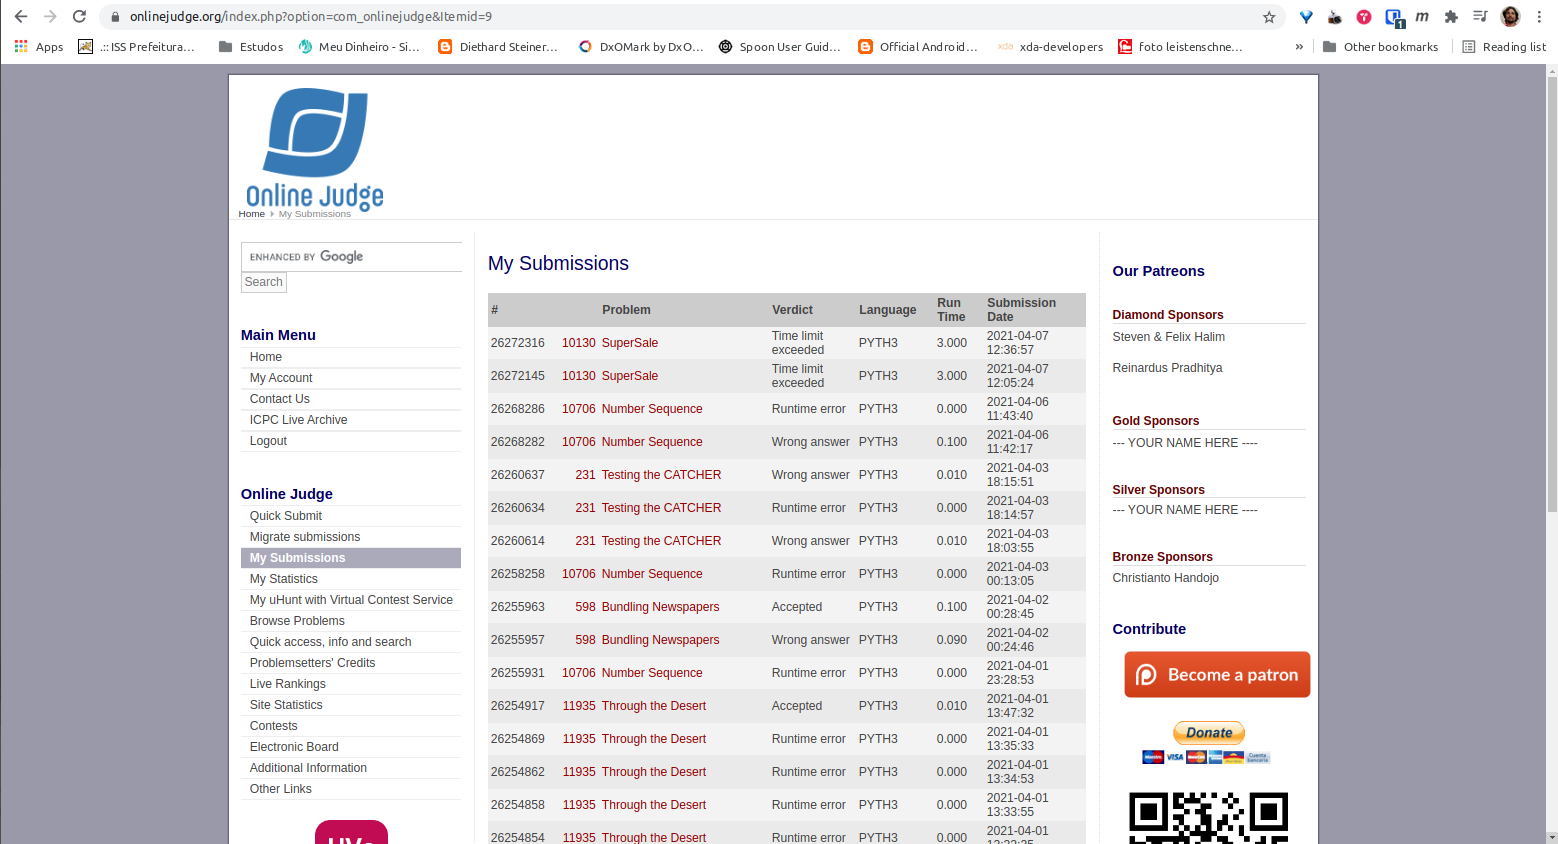 onlinejudge.org/index.php?option=com_onlinejudge&Itemid=9
1
m
Apps
.:: ISS Prefeitura…
Estudos
Meu Dinheiro - Si…
Diethard Steiner…
DxOMark by DxO…
Spoon User Guid…
Official Android…
xda
xda-developers
foto leistenschne…
»
Other bookmarks
Reading list
Online Judge
Home My Submissions
ENHANCED BY Google
Search
Main Menu
Home
My Account
Contact Us
ICPC Live Archive
Logout
Online Judge
Quick Submit
Migrate submissions
My Submissions
My Statistics
My uHunt with Virtual Contest Service
Browse Problems
Quick access, info and search
Problemsetters' Credits
Live Rankings
Site Statistics
Contests
Electronic Board
Additional Information
Other Links
My Submissions
# Problem Verdict Language Run Time Submission Date
26272316 10130 SuperSale Time limit exceeded PYTH3 3.000 2021-04-07 12:36:57
26272145 10130 SuperSale Time limit exceeded PYTH3 3.000 2021-04-07 12:05:24
26268286 10706 Number Sequence Runtime error PYTH3 0.000 2021-04-06 11:43:40
26268282 10706 Number Sequence Wrong answer PYTH3 0.100 2021-04-06 11:42:17
26260637 231 Testing the CATCHER Wrong answer PYTH3 0.010 2021-04-03 18:15:51
26260634 231 Testing the CATCHER Runtime error PYTH3 0.000 2021-04-03 18:14:57
26260614 231 Testing the CATCHER Wrong answer PYTH3 0.010 2021-04-03 18:03:55
26258258 10706 Number Sequence Runtime error PYTH3 0.000 2021-04-03 00:13:05
26255963 598 Bundling Newspapers Accepted PYTH3 0.100 2021-04-02 00:28:45
26255957 598 Bundling Newspapers Wrong answer PYTH3 0.090 2021-04-02 00:24:46
26255931 10706 Number Sequence Runtime error PYTH3 0.000 2021-04-01 23:28:53
26254917 11935 Through the Desert Accepted PYTH3 0.010 2021-04-01 13:47:32
26254869 11935 Through the Desert Runtime error PYTH3 0.000 2021-04-01 13:35:33
26254862 11935 Through the Desert Runtime error PYTH3 0.000 2021-04-01 13:34:53
26254858 11935 Through the Desert Runtime error PYTH3 0.000 2021-04-01 13:33:55
26254854 11935 Through the Desert Runtime error PYTH3 0.000 2021-04-01
Our Patreons
Diamond Sponsors
Steven & Felix Halim
Reinardus Pradhitya
Gold Sponsors
--- YOUR NAME HERE ----
Silver Sponsors
--- YOUR NAME HERE ----
Bronze Sponsors
Christianto Handojo
Contribute
Become a patron
Donate
VISA
Cuenta bancaria